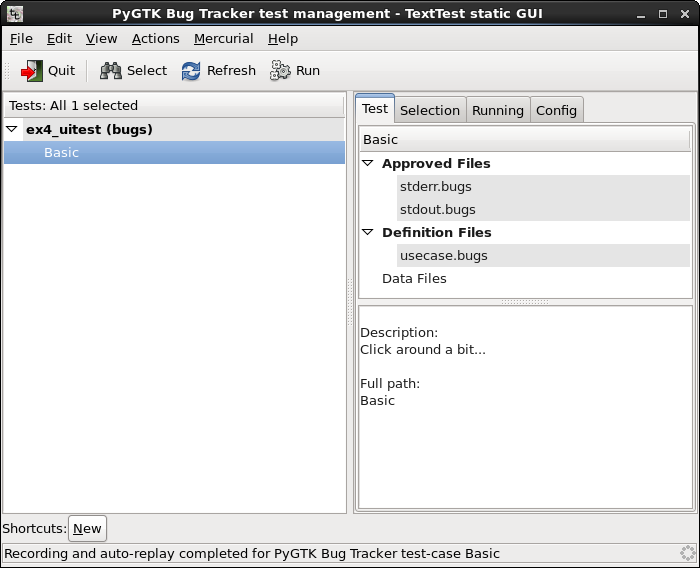 PyGTK Bug Tracker test management - TextTest static GUI
File Edit View Actions Mercurial Help
Quit Select Refresh Run
Tests: All 1 selected
ex4_uitest (bugs)
Basic
Test Selection Running Config
Basic
Approved Files
stderr.bugs
stdout.bugs
Definition Files
usecase.bugs
Data Files
Description:
Click around a bit...
Full path:
Basic
Shortcuts: New
Recording and auto-replay completed for PyGTK Bug Tracker test-case Basic